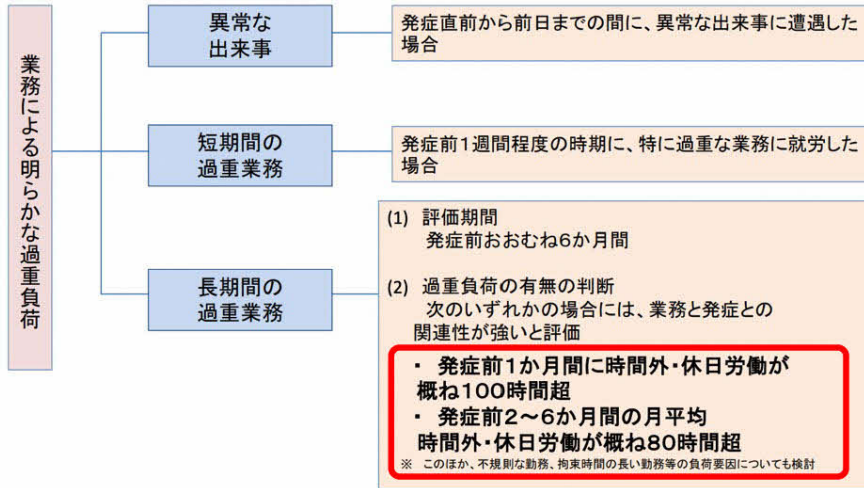 業務による明らかな過重負荷
異常な
出来事
発症直前から前日までの間に、異常な出来事に遭遇した
場合
短期間の
過重業務
発症前1週間程度の時期に、特に過重な業務に就労した
場合
長期間の
過重業務
(1) 評価期間
発症前おおむね6か月間
(2) 過重負荷の有無の判断
次のいずれかの場合には、業務と発症との
関連性が強いと評価
・ 発症前1か月間に時間外・休日労働が
概ね100時間超
・ 発症前2〜6か月間の月平均
時間外・休日労働が概ね80時間超
※ このほか、不規則な勤務、拘束時間の長い勤務等の負荷要因についても検討